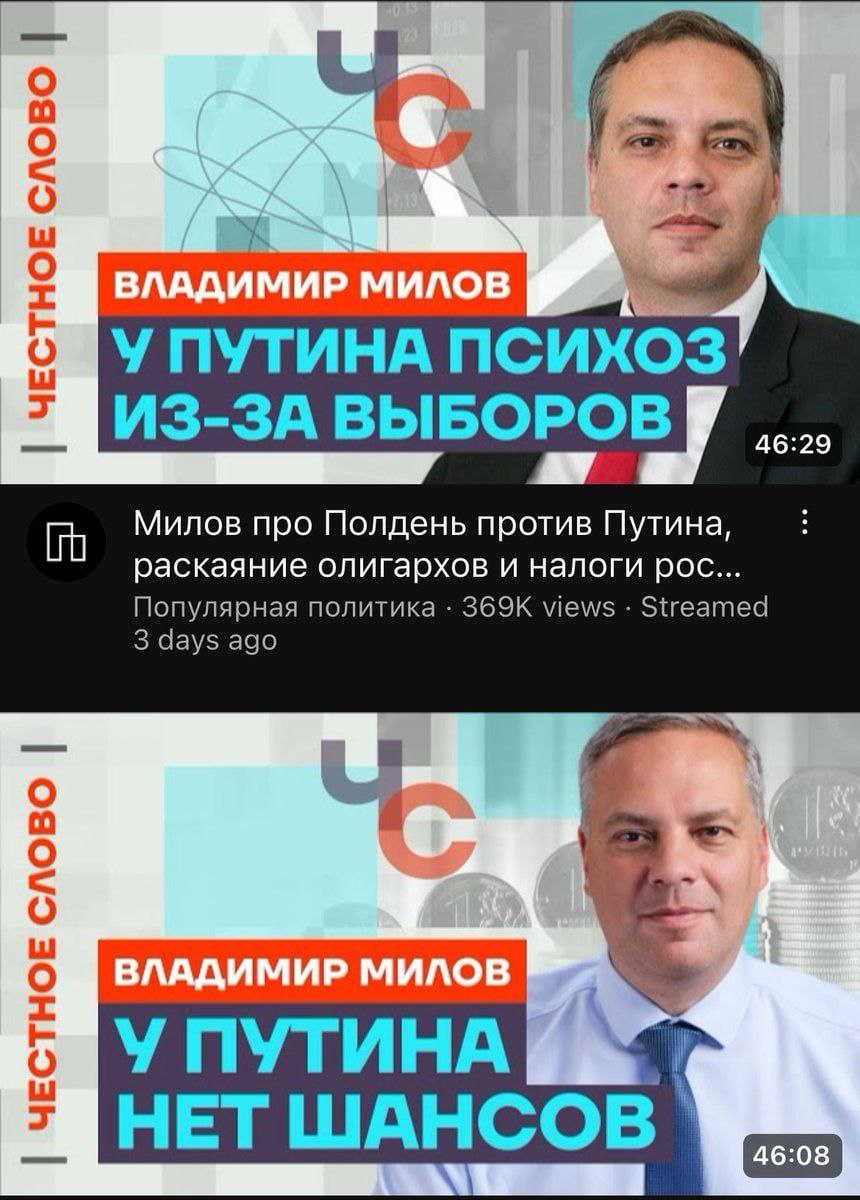 ЧЕСТНОЕ СЛОВО
ЧС
ВЛАДИМИР МИЛОВ
У ПУТИНА ПСИХОЗ
ИЗ-ЗА ВЫБОРОВ
46:29
Милов про Полдень против Путина,
раскаяние олигархов и налоги рос...
Популярная политика · 369K views · Streamed
3 days ago
ЧЕСТНОЕ СЛОВО
ЧС
ВЛАДИМИР МИЛОВ
У ПУТИНА
НЕТ ШАНСОВ
46:08